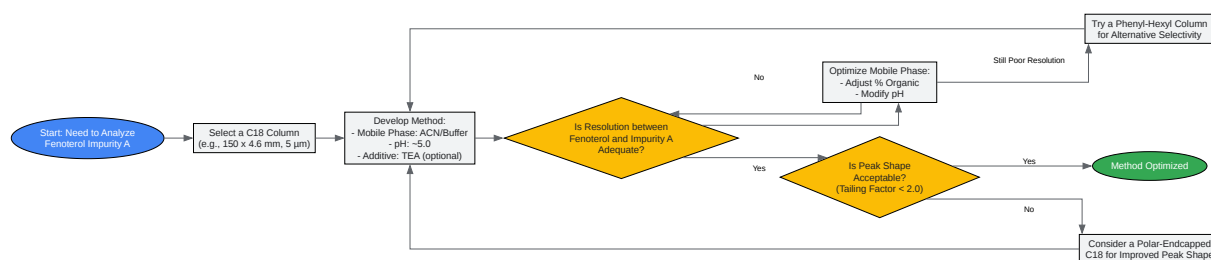 Start: Need to Analyze
Fenoterol Impurity A
Select a C18 Column
(e.g., 150 x 4.6 mm, 5 µm)
Develop Method:
- Mobile Phase: ACN/Buffer
- pH: ~5.0
- Additive: TEA (optional)
Is Resolution between
Fenoterol and Impurity A
Adequate?
No
Optimize Mobile Phase:
- Adjust % Organic
- Modify pH
Still Poor Resolution
Try a Phenyl-Hexyl Column
for Alternative Selectivity
Yes
Is Peak Shape
Acceptable?
(Tailing Factor < 2.0)
Yes
Method Optimized
No
Consider a Polar-Endcapped
C18 for Improved Peak Shape